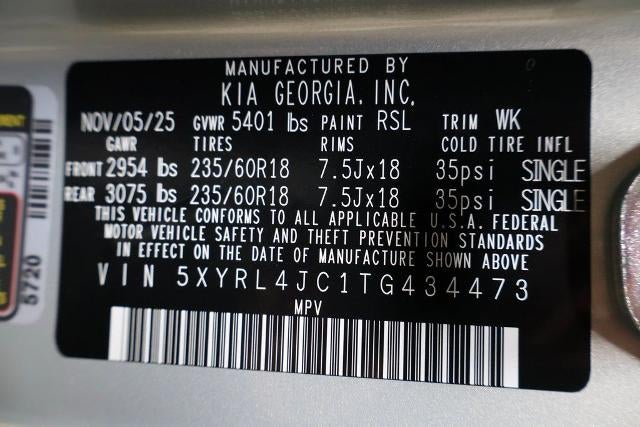 MANUFACTURED BY
KIA GEORGIA, INC.
NOV/05/25 GVWR 5401 lbs PAINT RSL TRIM WK
GAWR TIRES RIMS COLD TIRE INFL
FRONT 2954 lbs 235/60R18 7.5Jx18 35psi SINGLE
REAR 3075 lbs 235/60R18 7.5Jx18 35psi SINGLE
THIS VEHICLE CONFORMS TO ALL APPLICABLE U.S.A. FEDERAL
MOTOR VEHICLE SAFETY AND THEFT PREVENTION STANDARDS
IN EFFECT ON THE DATE OF MANUFACTURE SHOWN ABOVE
VIN 5XYRL4JC1TG434473
MPV
5720